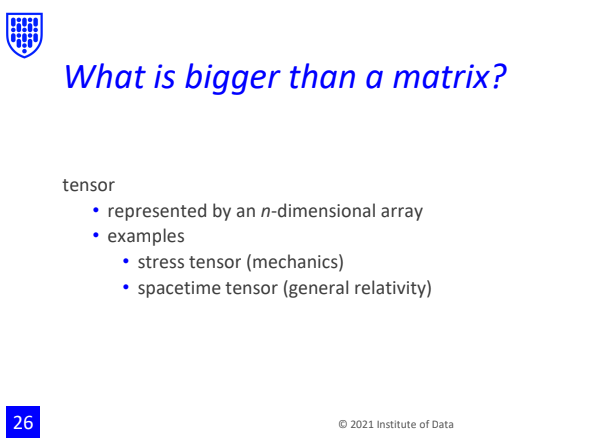 What is bigger than a matrix?
tensor
• represented by an n-dimensional array
• examples
• stress tensor (mechanics)
• spacetime tensor (general relativity)
26
© 2021 Institute of Data